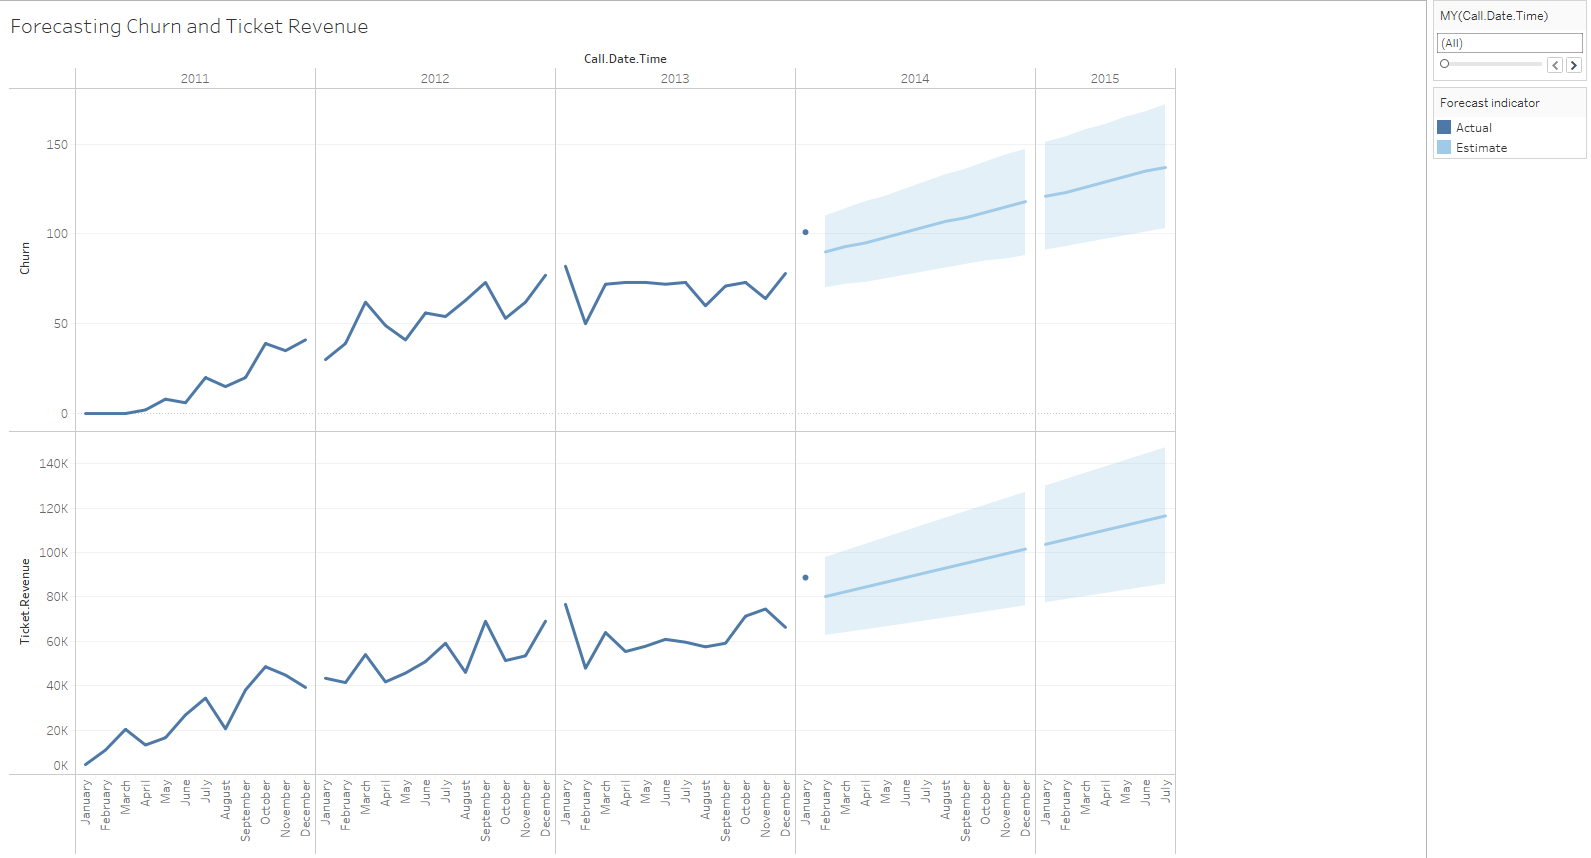 Forecasting Churn and Ticket Revenue
Call.Date.Time
2011 2012 2013 2014 2015
Churn
150
100
50
0
Ticket.Revenue
140K
120K
100K
80K
60K
40K
20K
0K
January February March April May June July August September October November December January February March April May June July August September October November December January February March April May June July August September October November December January February March April May June July August September October November December January February March April May June July
MY(Call.Date.Time)
(All)
Forecast indicator
Actual
Estimate